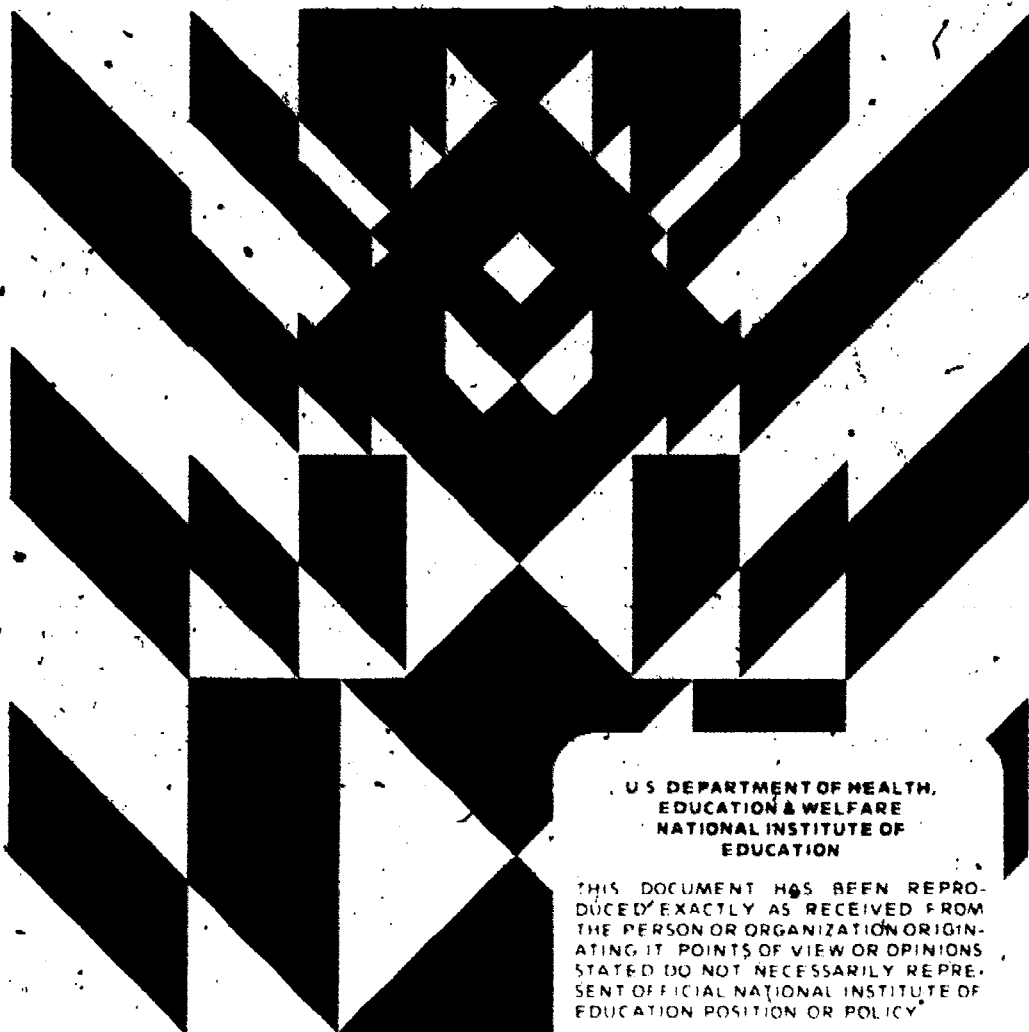 U S DEPARTMENT OF HEALTH,
EDUCATION & WELFARE
NATIONAL INSTITUTE OF
EDUCATION
THIS DOCUMENT HAS BEEN REPRO-
DUCED EXACTLY AS RECEIVED FROM
THE PERSON OR ORGANIZATION ORIGIN-
ATING IT POINTS OF VIEW OR OPINIONS
STATED DO NOT NECESSARILY REPRE-
SENT OFFICIAL NATIONAL INSTITUTE OF
EDUCATION POSITION OR POLICY